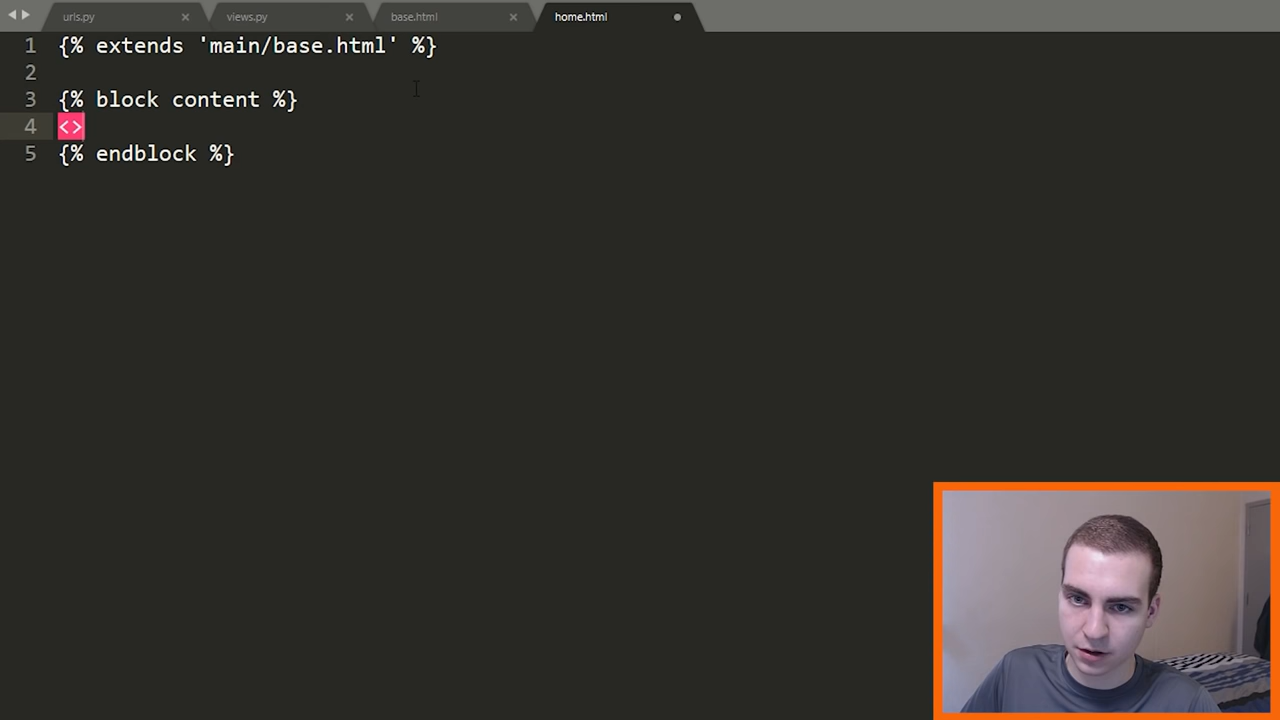 urls.py
views.py
base.html
home.html
1 {% extends 'main/base.html' %}
2
3 {% block content %}
4 <>
5 {% endblock %}